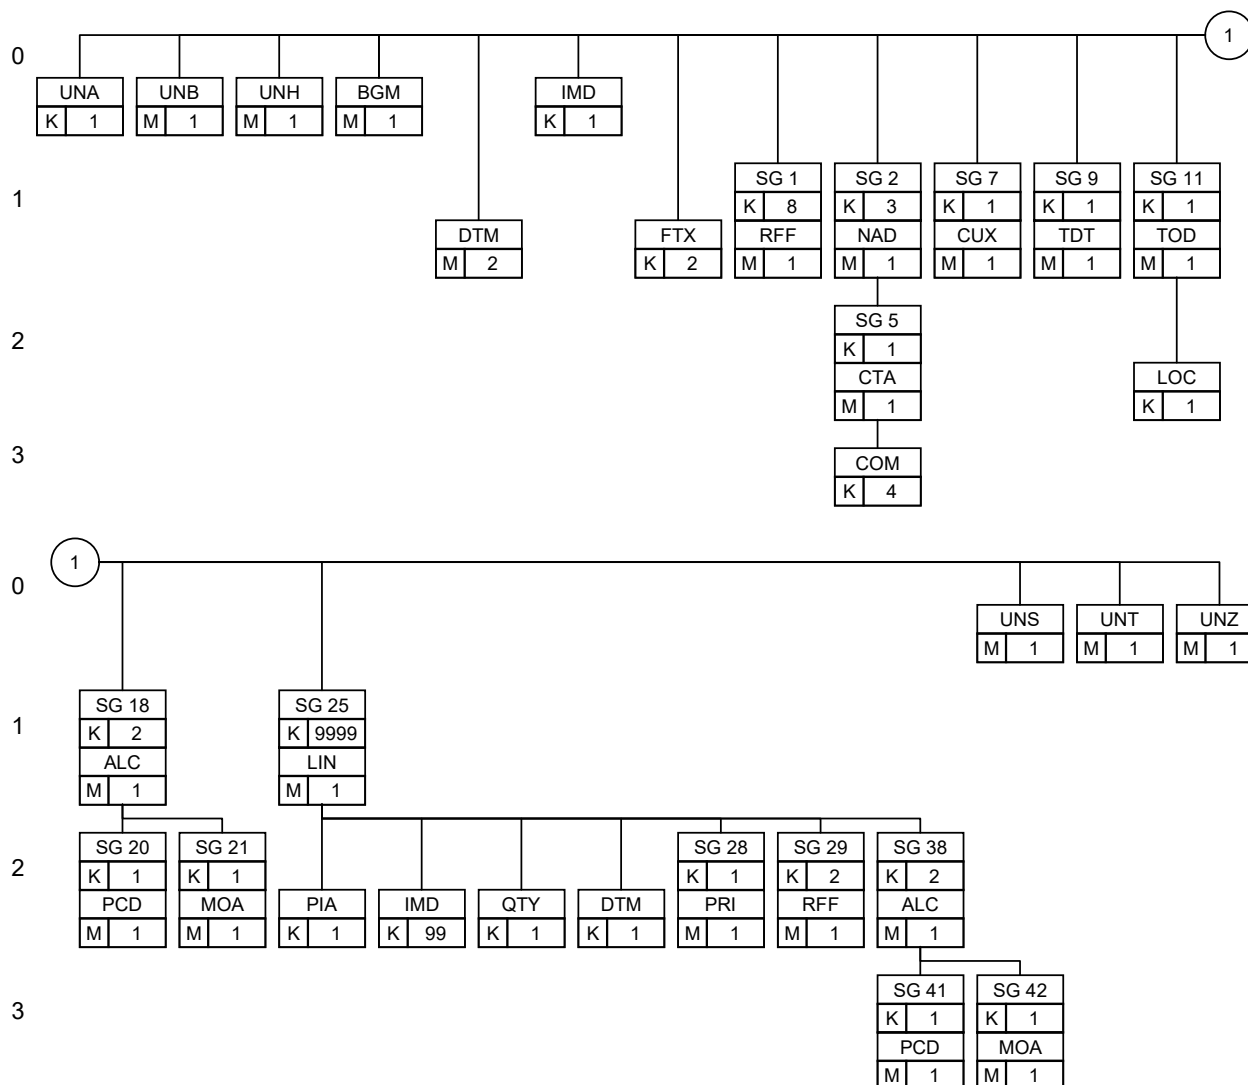 1
0
UNA UNB UNH BGM IMD
K 1 M 1 M 1 M 1 K 1
SG 1 SG 2 SG 7 SG 9 SG 11
1 K 8 K 3 K 1 K 1 K 1
DTM FTX RFF NAD CUX TDT TOD
M 2 K 2 M 1 M 1 M 1 M 1 M 1
SG 5
2 K 1
CTA LOC
M 1 K 1
3
COM
K 4
1
0
UNS UNT UNZ
M 1 M 1 M 1
SG 18 SG 25
1 K 2 K 9999
ALC LIN
M 1 M 1
SG 20 SG 21 SG 28 SG 29 SG 38
2 K 1 K 1 K 1 K 2 K 2
PCD MOA PIA IMD QTY DTM PRI RFF ALC
M 1 M 1 K 1 K 99 K 1 K 1 M 1 M 1 M 1
SG 41 SG 42
3 K 1 K 1
PCD MOA
M 1 M 1